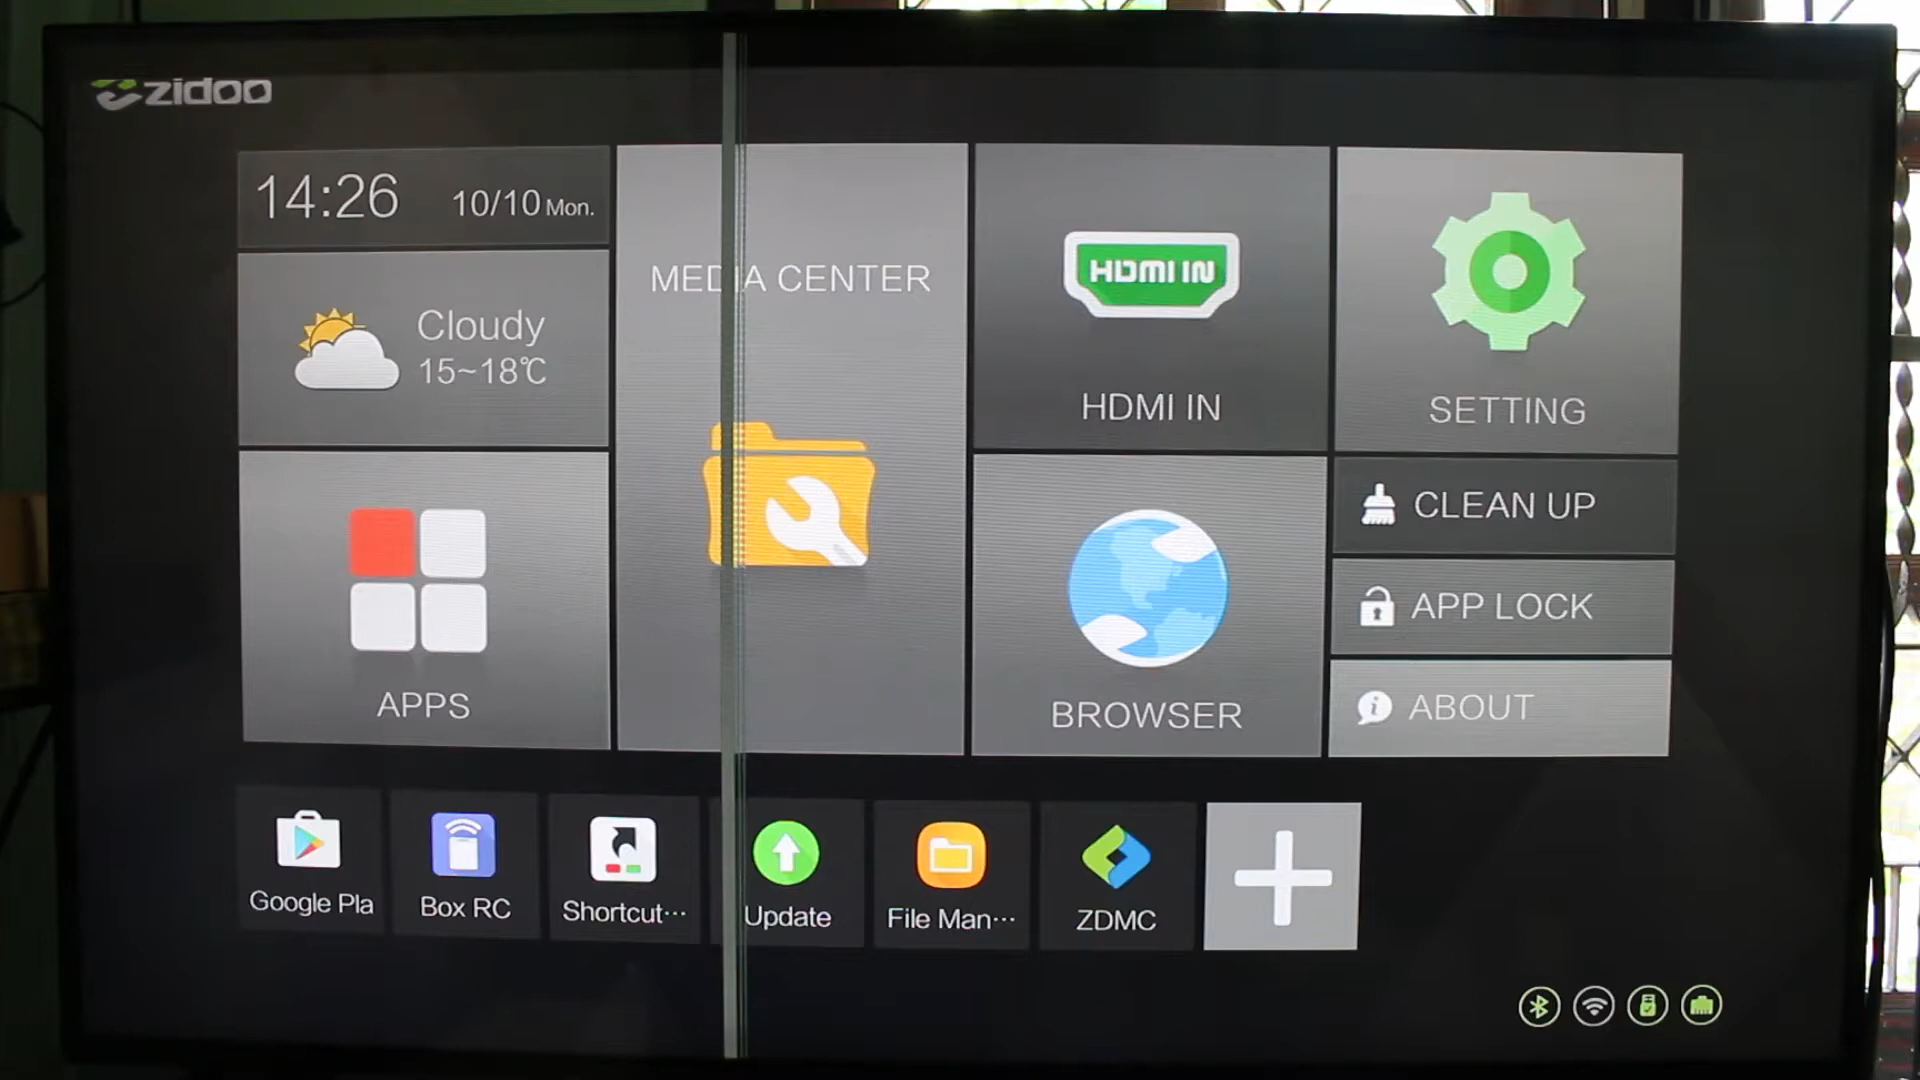 zidoo
14:26 10/10 Mon.
Cloudy
15~18℃
APPS
MEDIA CENTER
HDMI IN
HDMI IN
BROWSER
SETTING
CLEAN UP
APP LOCK
ABOUT
Google Pla
Box RC
Shortcut···
Update
File Man···
ZDMC